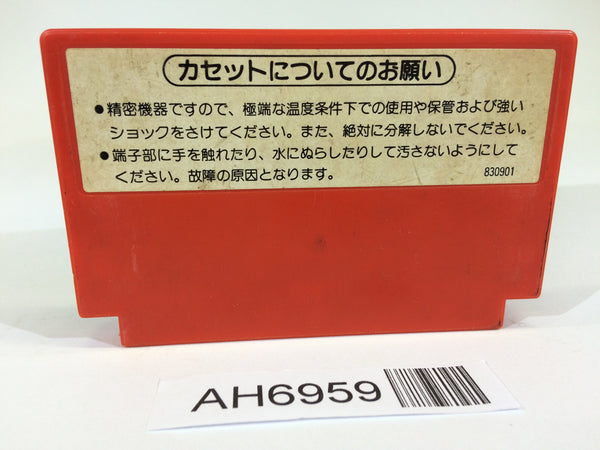 カセットについてのお願い
●精密機器ですので、極端な温度条件下での使用や保管および強い
ショックをさけてください。また、絶対に分解しないでください。
●端子部に手を触れたり、水にぬらしたりして汚さないようにして
ください。故障の原因となります。
830901
AH6959